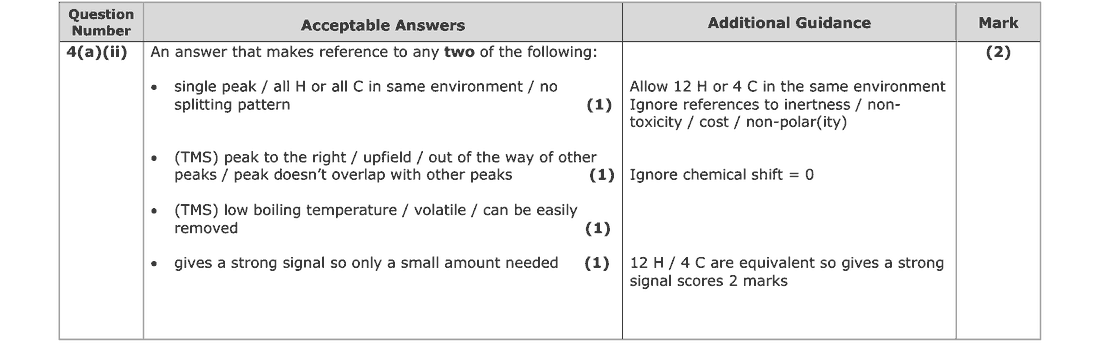 Question
Number
Acceptable Answers
Additional Guidance
Mark
4(a)(ii)
An answer that makes reference to any two of the following:
(2)
• single peak / all H or all C in same environment / no
splitting pattern (1)
Allow 12 H or 4 C in the same environment
Ignore references to inertness / non-
toxicity / cost / non-polar(ity)
• (TMS) peak to the right / upfield / out of the way of other
peaks / peak doesn’t overlap with other peaks (1)
Ignore chemical shift = 0
• (TMS) low boiling temperature / volatile / can be easily
removed (1)
• gives a strong signal so only a small amount needed (1)
12 H / 4 C are equivalent so gives a strong
signal scores 2 marks